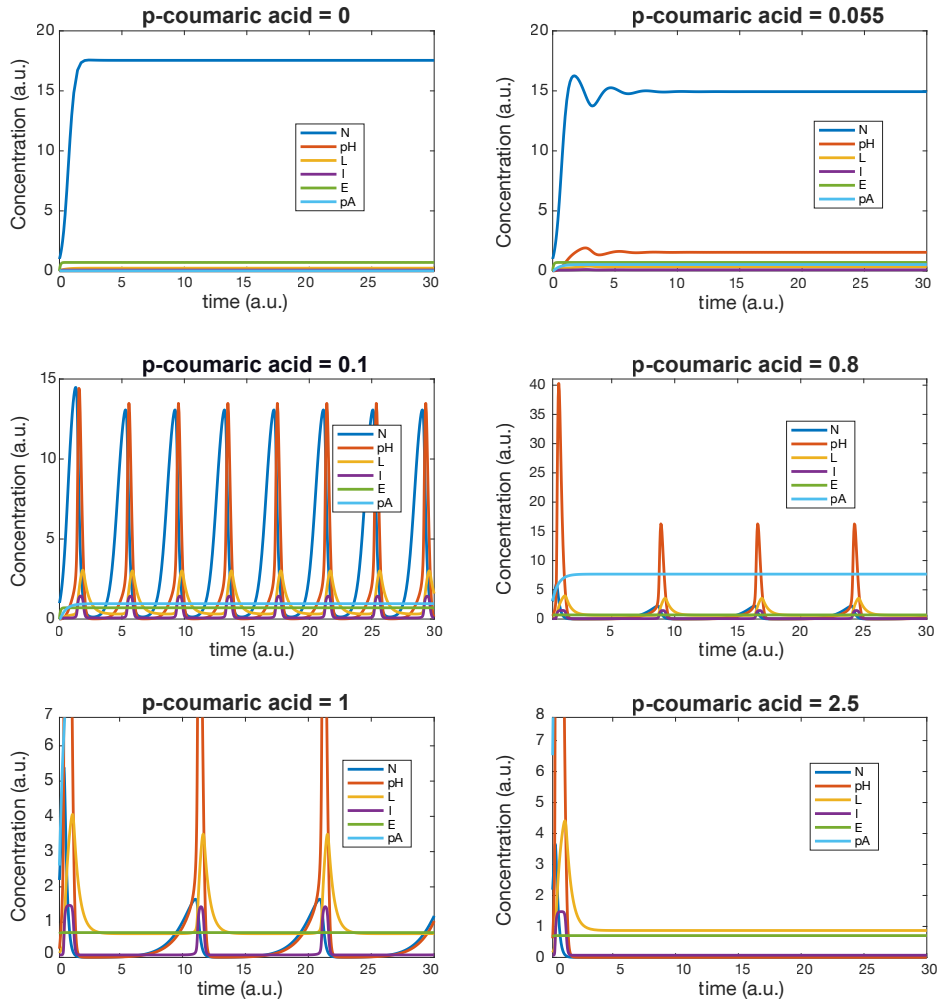 p-coumaric acid = 0
20
15
10
5
0
Concentration (a.u.)
N
pH
L
I
E
pA
0 5 10 15 20 25 30
time (a.u.)
p-coumaric acid = 0.055
20
15
10
5
0
Concentration (a.u.)
N
pH
L
I
E
pA
0 5 10 15 20 25 30
time (a.u.)
p-coumaric acid = 0.1
15
10
5
0
Concentration (a.u.)
N
pH
L
I
E
pA
0 5 10 15 20 25 30
time (a.u.)
p-coumaric acid = 0.8
40
35
30
25
20
15
10
5
0
Concentration (a.u.)
N
pH
L
I
E
pA
5 10 15 20 25 30
time (a.u.)
p-coumaric acid = 1
7
6
5
4
3
2
1
0
Concentration (a.u.)
N
pH
L
I
E
pA
0 5 10 15 20 25 30
time (a.u.)
p-coumaric acid = 2.5
8
7
6
5
4
3
2
1
0
Concentration (a.u.)
N
pH
L
I
E
pA
0 5 10 15 20 25 30
time (a.u.)